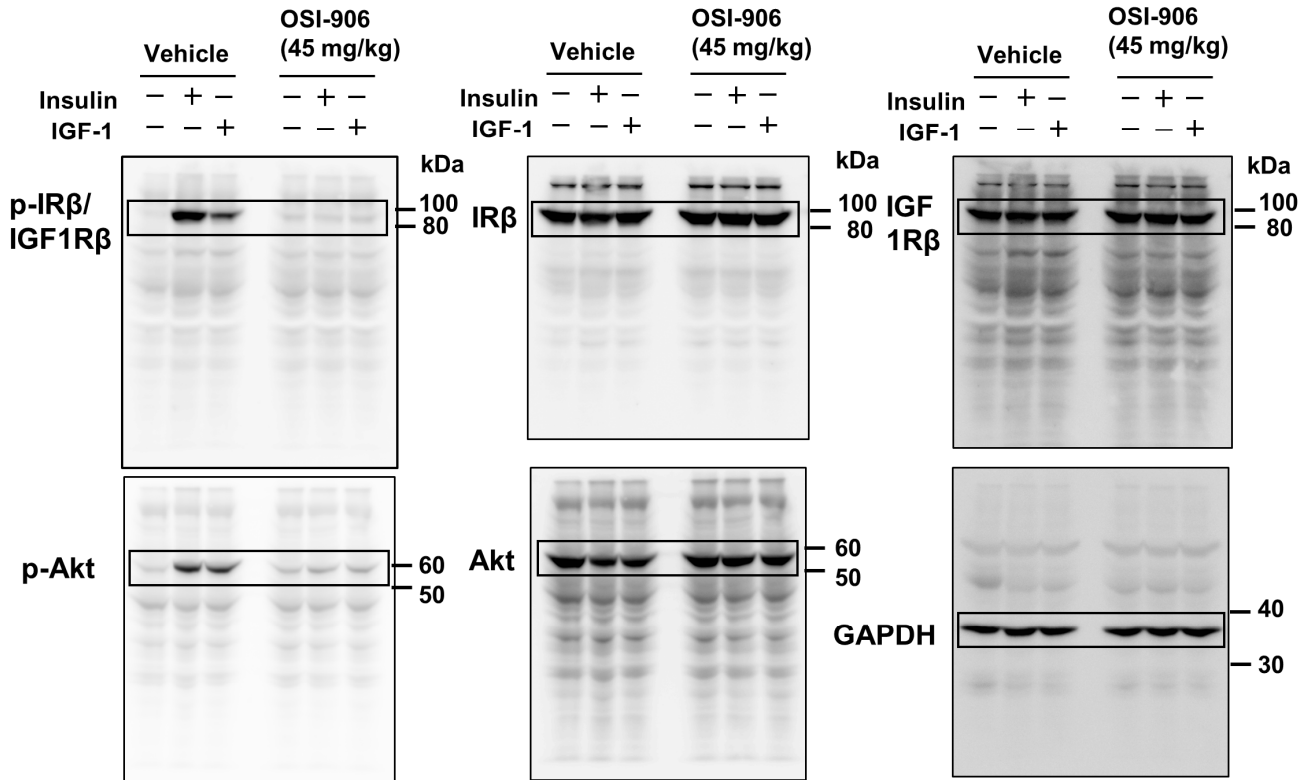 OSI-906
(45 mg/kg)
Vehicle
Insulin − + − − + −
IGF-1 − − + − − +
kDa
p-IRβ/
IGF1Rβ
100
80
OSI-906
(45 mg/kg)
Vehicle
Insulin − + − − + −
IGF-1 − − + − − +
kDa
IRβ
100
80
OSI-906
(45 mg/kg)
Vehicle
Insulin − + − − + −
IGF-1 − − + − − +
kDa
IGF
1Rβ
100
80
p-Akt
60
50
Akt
60
50
GAPDH
40
30